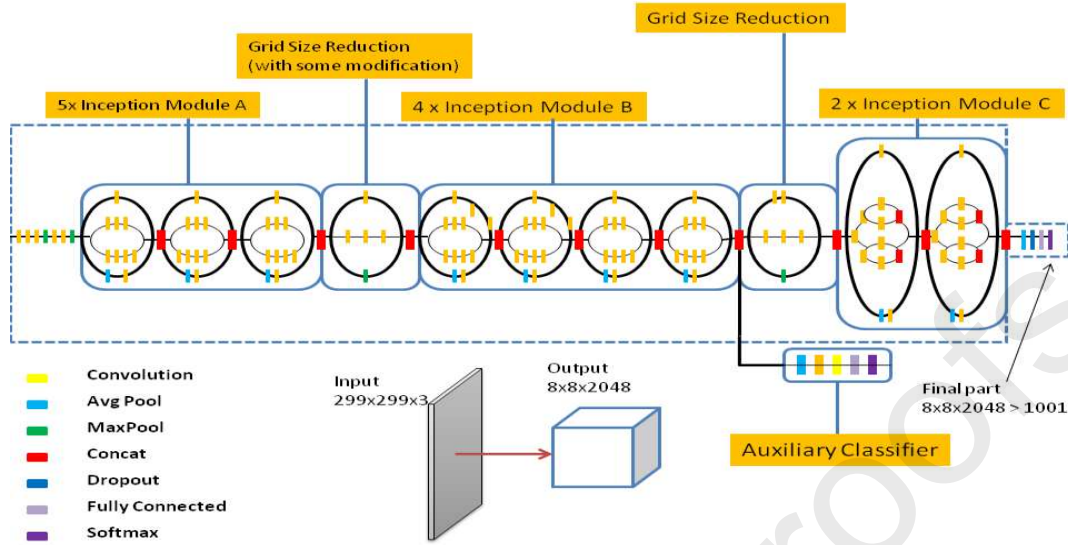 Grid Size Reduction
Grid Size Reduction
(with some modification)
5x Inception Module A
4 x Inception Module B
2 x Inception Module C
Convolution
Avg Pool
MaxPool
Concat
Dropout
Fully Connected
Softmax
Input
299x299x3
Output
8x8x2048
Auxiliary Classifier
Final part
8x8x2048 > 1001
roofs